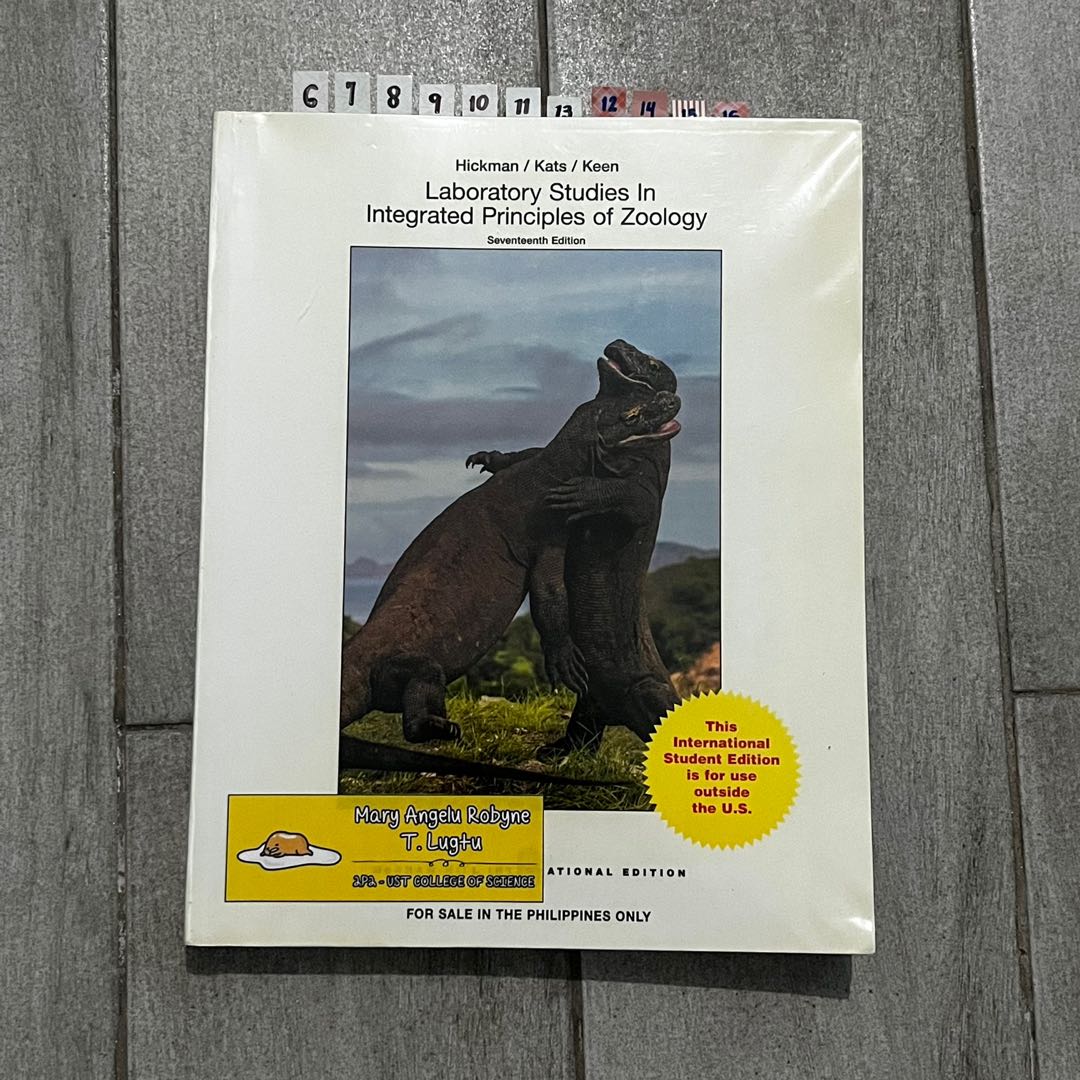 6 7 8 9 10 11 13 12 14 15 16
Hickman / Kats / Keen
Laboratory Studies In
Integrated Principles of Zoology
Seventeenth Edition
This
International
Student Edition
is for use
outside
the U.S.
Mary Angelu Robyne
T. Lugtu
2P2 - UST COLLEGE OF SCIENCE
ATIONAL EDITION
FOR SALE IN THE PHILIPPINES ONLY